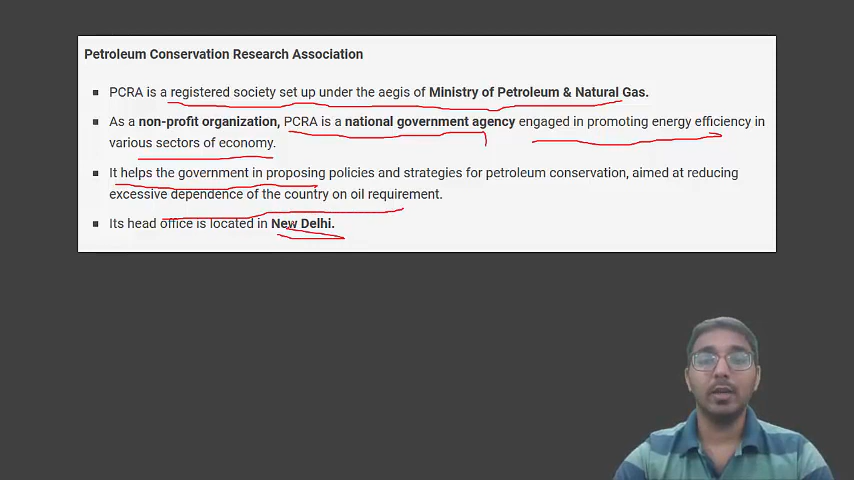 Petroleum Conservation Research Association
PCRA is a registered society set up under the aegis of Ministry of Petroleum & Natural Gas.
As a non-profit organization, PCRA is a national government agency engaged in promoting energy efficiency in
various sectors of economy.
It helps the government in proposing policies and strategies for petroleum conservation, aimed at reducing
excessive dependence of the country on oil requirement.
Its head office is located in New Delhi.